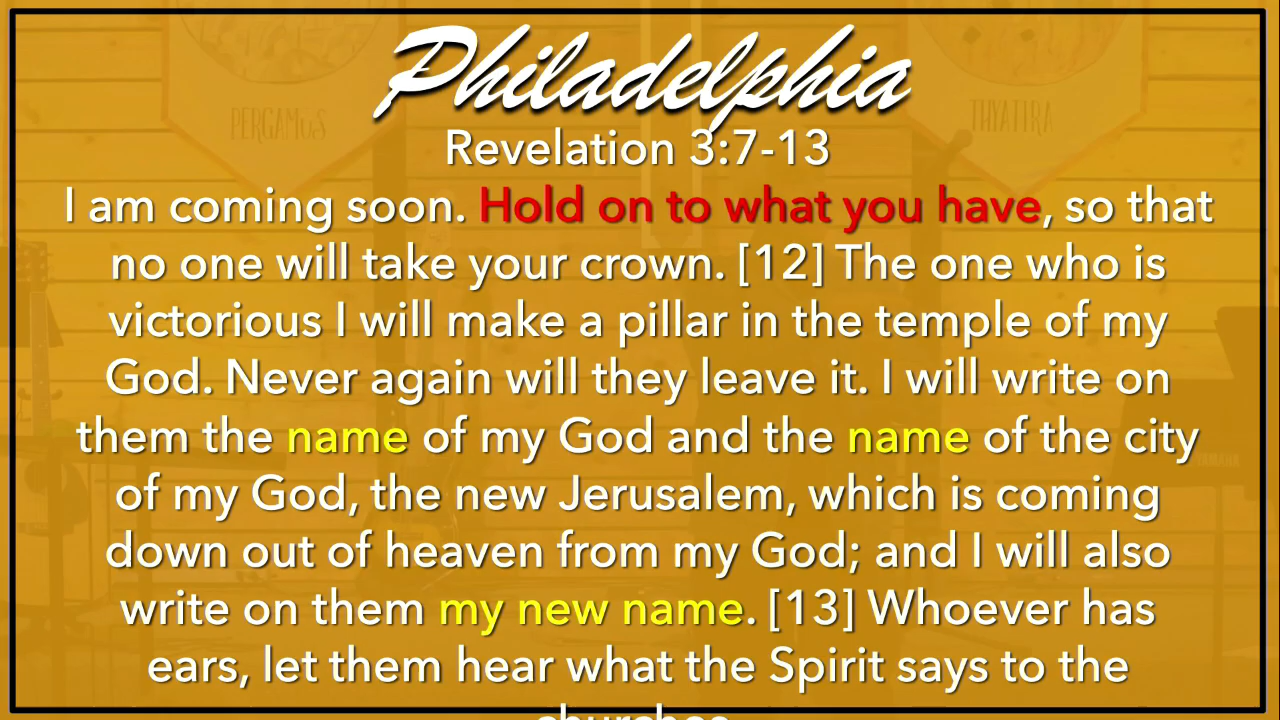 Philadelphia
PERGAMUS
THYATIRA
Revelation 3:7-13
I am coming soon. Hold on to what you have, so that
no one will take your crown. [12] The one who is
victorious I will make a pillar in the temple of my
God. Never again will they leave it. I will write on
them the name of my God and the name of the city
of my God, the new Jerusalem, which is coming
down out of heaven from my God; and I will also
write on them my new name. [13] Whoever has
ears, let them hear what the Spirit says to the
churches.